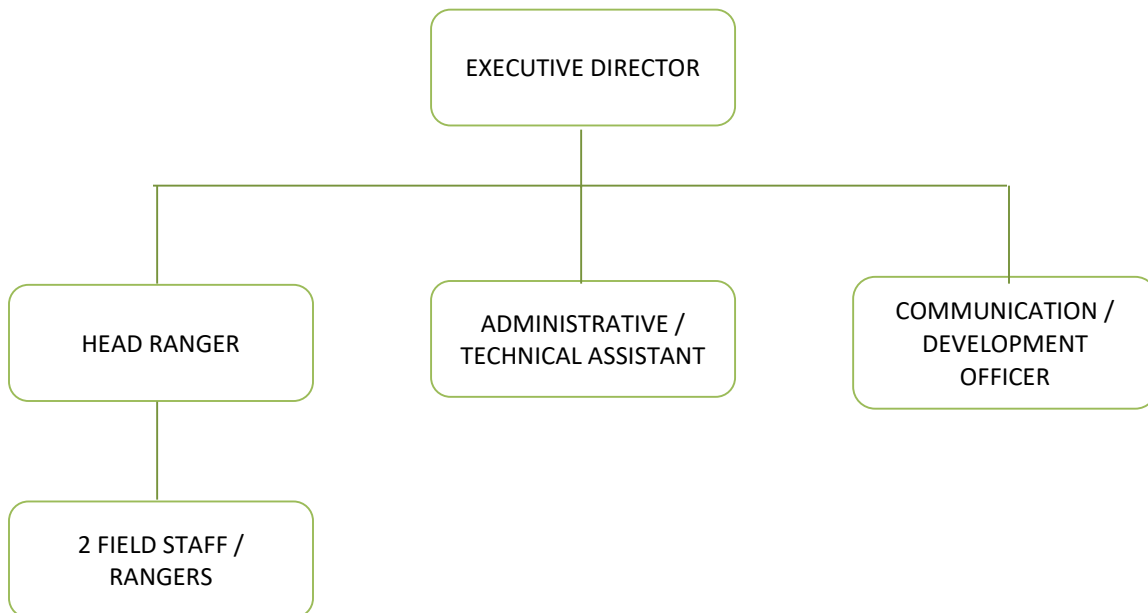 EXECUTIVE DIRECTOR
HEAD RANGER
ADMINISTRATIVE /
TECHNICAL ASSISTANT
COMMUNICATION /
DEVELOPMENT
OFFICER
2 FIELD STAFF /
RANGERS